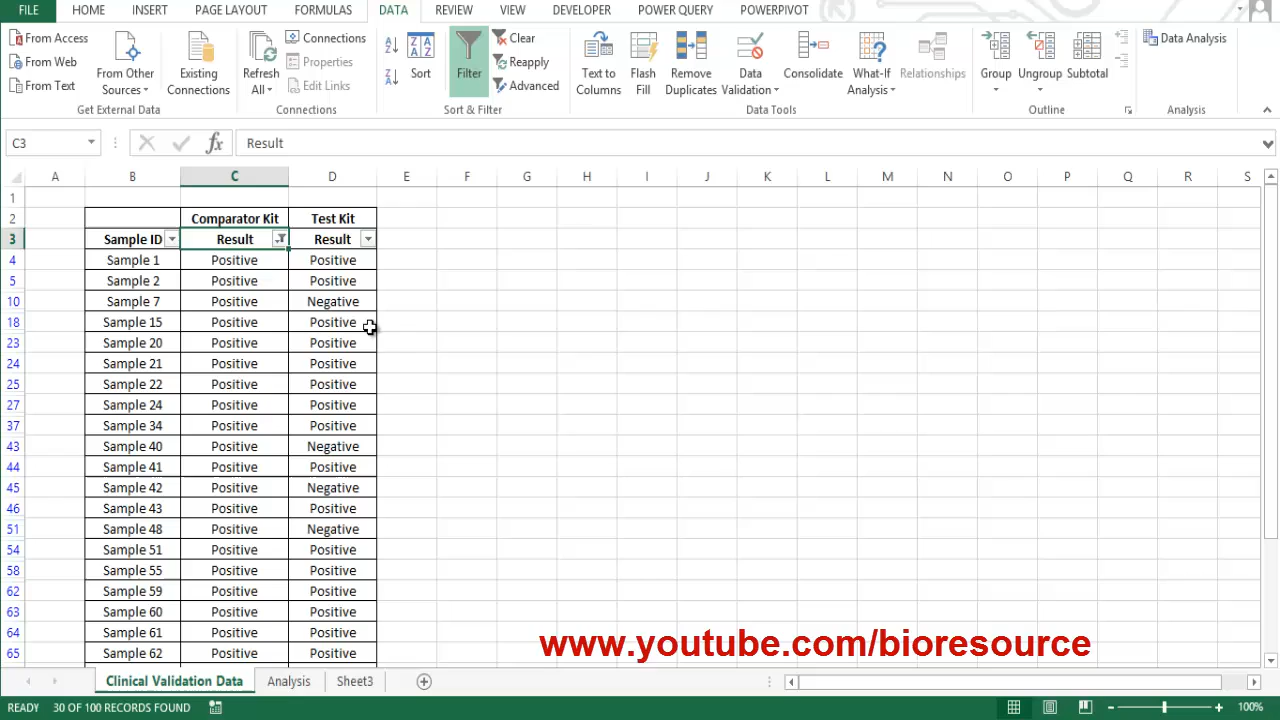 FILE HOME INSERT PAGE LAYOUT FORMULAS DATA REVIEW VIEW DEVELOPER POWER QUERY POWERPIVOT
From Access
From Web
From Text
From Other Sources
Existing Connections
Get External Data
Refresh All
Connections
Properties
Edit Links
Connections
Sort
Filter
Clear
Reapply
Advanced
Sort & Filter
Text to Columns
Flash Fill
Remove Duplicates
Data Validation
Consolidate
What-If Analysis
Relationships
Data Tools
Group
Ungroup
Subtotal
Outline
Data Analysis
Analysis
C3 fx Result
A B C D E F G H I J K L M N O P Q R S
1
2 Comparator Kit Test Kit
3 Sample ID Result Result
4 Sample 1 Positive Positive
5 Sample 2 Positive Positive
10 Sample 7 Positive Negative
18 Sample 15 Positive Positive
23 Sample 20 Positive Positive
24 Sample 21 Positive Positive
25 Sample 22 Positive Positive
27 Sample 24 Positive Positive
37 Sample 34 Positive Positive
43 Sample 40 Positive Negative
44 Sample 41 Positive Positive
45 Sample 42 Positive Negative
46 Sample 43 Positive Positive
51 Sample 48 Positive Negative
54 Sample 51 Positive Positive
58 Sample 55 Positive Positive
62 Sample 59 Positive Positive
63 Sample 60 Positive Positive
64 Sample 61 Positive Positive
65 Sample 62 Positive Positive
www.youtube.com/bioresource
Clinical Validation Data Analysis Sheet3
READY 30 OF 100 RECORDS FOUND 100%